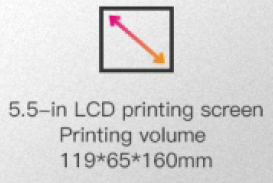 5.5-in LCD printing screen
Printing volume
119*65*160mm